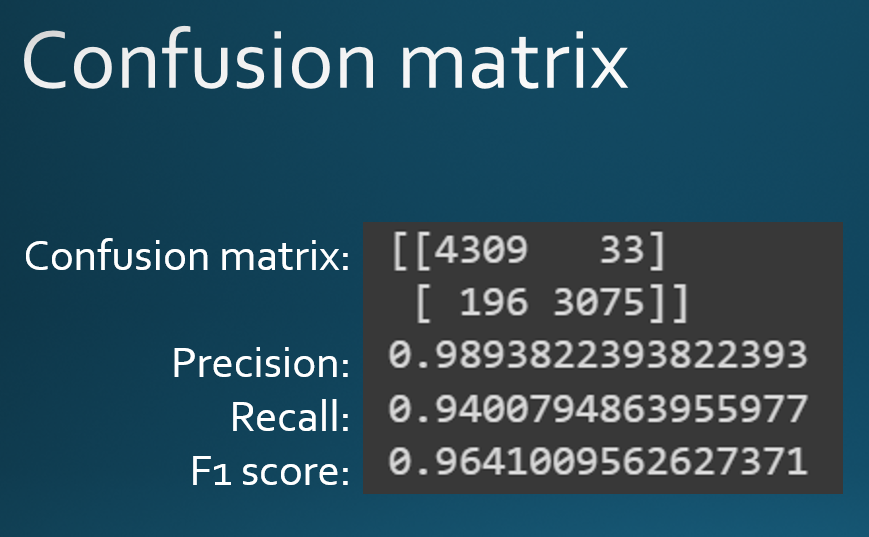 Confusion matrix
Confusion matrix: [[4309   33]
[ 196 3075]]
Precision: 0.9893822393822393
Recall: 0.9400794863955977
F1 score: 0.9641009562627371